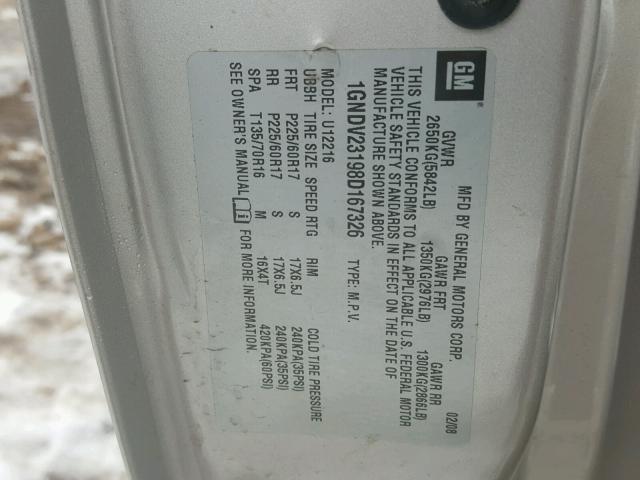 GM
MFD BY GENERAL MOTORS CORP. 02/08
GVWR GAWR FRT GAWR RR
2650KG(5842LB) 1350KG(2976LB) 1300KG(2866LB)
THIS VEHICLE CONFORMS TO ALL APPLICABLE U.S. FEDERAL MOTOR
VEHICLE SAFETY STANDARDS IN EFFECT ON THE DATE OF
MANUFACTURE SHOWN ABOVE.
1GNDV23198D167326 TYPE: M.P.V.
MODEL: U12216
UBBH TIRE SIZE SPEED RTG RIM COLD TIRE PRESSURE
FRT P225/60R17 S 17X6.5J 240KPA(35PSI)
RR P225/60R17 S 17X6.5J 240KPA(35PSI)
SPA T135/70R16 M 16X4T 420KPA(60PSI)
SEE OWNER'S MANUAL FOR MORE INFORMATION.